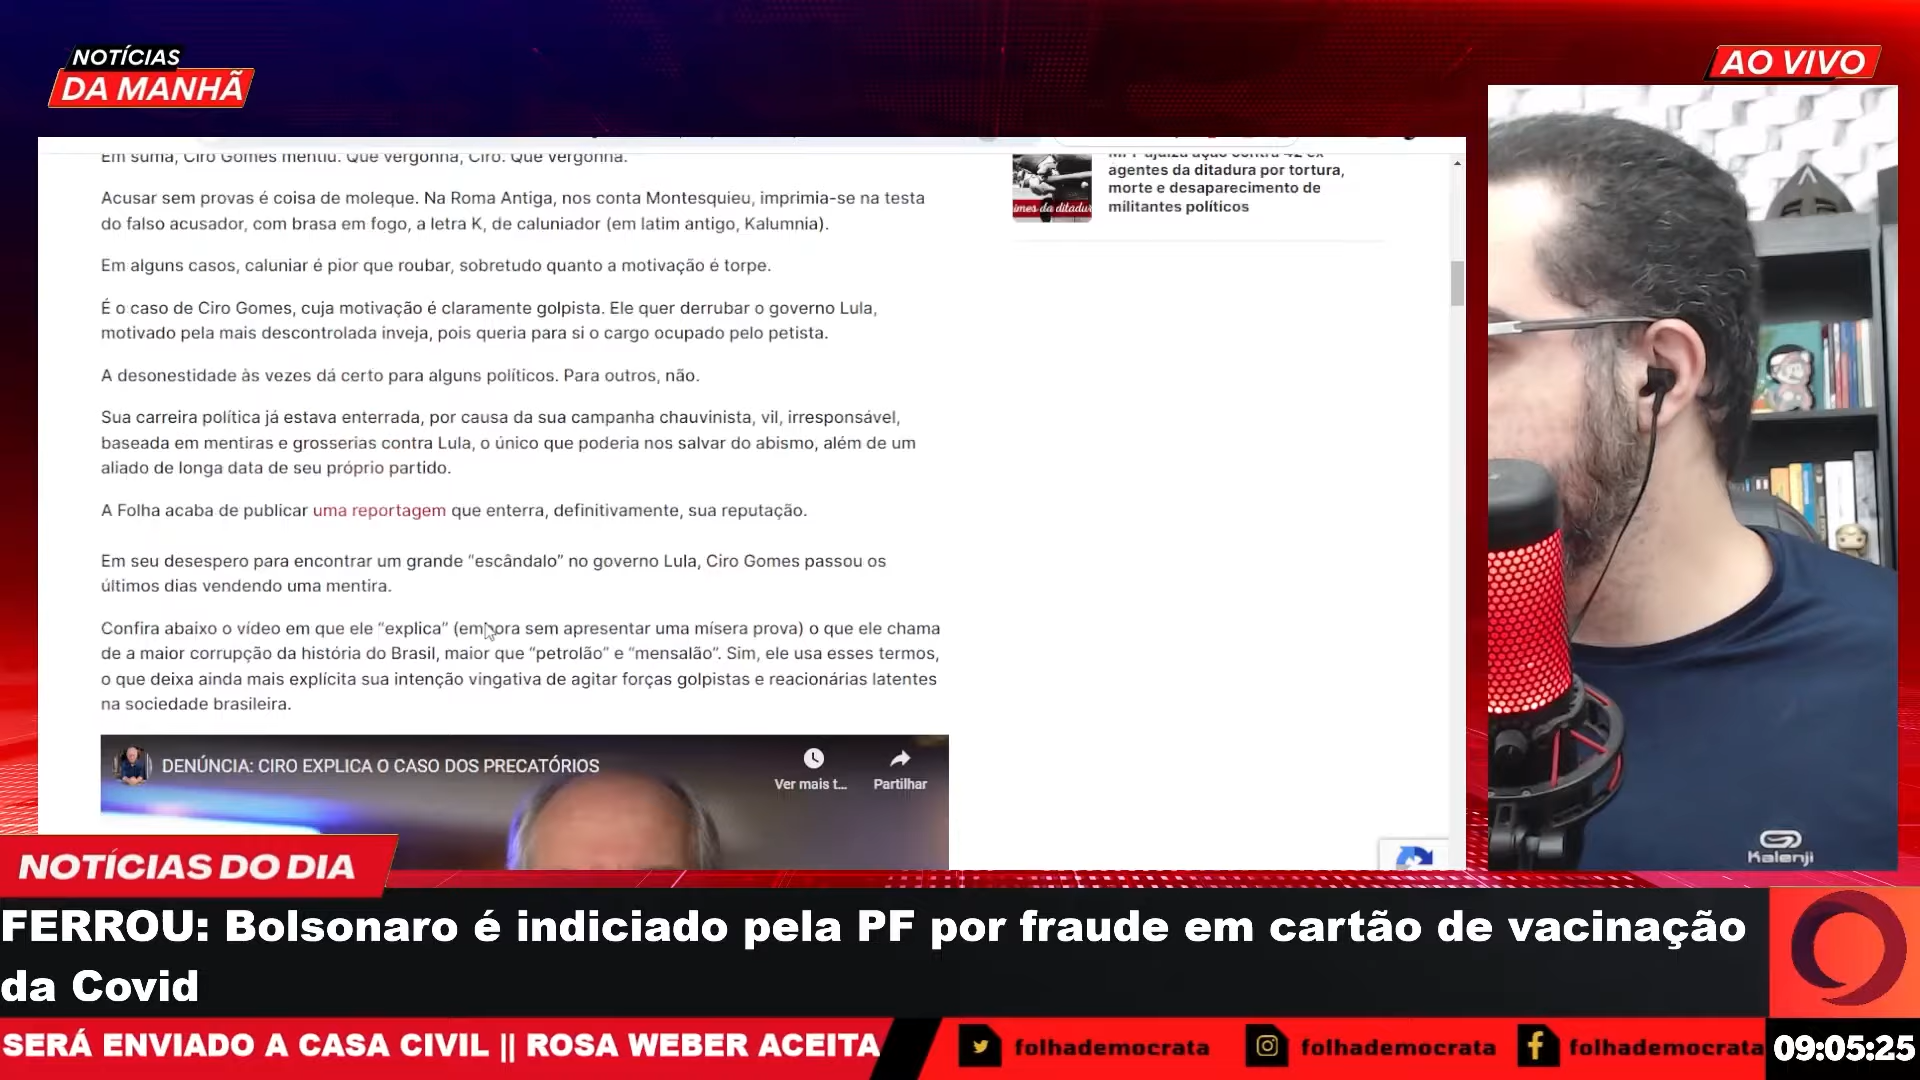 NOTÍCIAS
DA MANHÃ
AO VIVO
Em suma, Ciro Gomes mentiu. Que vergonha, Ciro. Que vergonha.
Acusar sem provas é coisa de moleque. Na Roma Antiga, nos conta Montesquieu, imprimia-se na testa
do falso acusador, com brasa em fogo, a letra K, de caluniador (em latim antigo, Kalumnia).
Em alguns casos, caluniar é pior que roubar, sobretudo quanto a motivação é torpe.
É o caso de Ciro Gomes, cuja motivação é claramente golpista. Ele quer derrubar o governo Lula,
motivado pela mais descontrolada inveja, pois queria para si o cargo ocupado pelo petista.
A desonestidade às vezes dá certo para alguns políticos. Para outros, não.
Sua carreira política já estava enterrada, por causa da sua campanha chauvinista, vil, irresponsável,
baseada em mentiras e grosserias contra Lula, o único que poderia nos salvar do abismo, além de um
aliado de longa data de seu próprio partido.
A Folha acaba de publicar uma reportagem que enterra, definitivamente, sua reputação.
Em seu desespero para encontrar um grande “escândalo” no governo Lula, Ciro Gomes passou os
últimos dias vendendo uma mentira.
Confira abaixo o vídeo em que ele “explica” (embora sem apresentar uma mísera prova) o que ele chama
de a maior corrupção da história do Brasil, maior que “petrolão” e “mensalão”. Sim, ele usa esses termos,
o que deixa ainda mais explícita sua intenção vingativa de agitar forças golpistas e reacionárias latentes
na sociedade brasileira.
DENÚNCIA: CIRO EXPLICA O CASO DOS PRECATÓRIOS
Ver mais t...
Partilhar
MPF ajuíza ação contra 42 ex-
agentes da ditadura por tortura,
morte e desaparecimento de
militantes políticos
imes da ditadur
Kalenji
NOTÍCIAS DO DIA
FERROU: Bolsonaro é indiciado pela PF por fraude em cartão de vacinação
da Covid
SERÁ ENVIADO A CASA CIVIL || ROSA WEBER ACEITA
folhademocrata
folhademocrata
folhademocrata
09:05:25